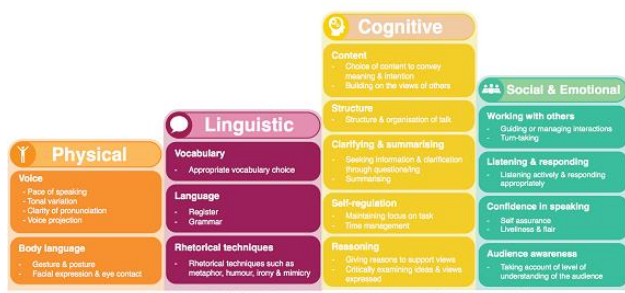 Physical
Voice
- Pace of speaking
- Tonal variation
- Clarity of pronunciation
- Voice projection
Body language
- Gesture & posture
- Facial expression & eye contact
Linguistic
Vocabulary
- Appropriate vocabulary choice
Language
- Register
- Grammar
Rhetorical techniques
- Rhetorical techniques such as
metaphor, humour, irony & mimicry
Cognitive
Content
- Choice of content to convey
meaning & intention
- Building on the views of others
Structure
- Structure & organisation of talk
Clarifying & summarising
- Seeking information & clarification
through questions/ing
- Summarising
Self-regulation
- Maintaining focus on task
- Time management
Reasoning
- Giving reasons to support views
- Critically examining ideas & views
expressed
Social & Emotional
Working with others
- Guiding or managing interactions
- Turn-taking
Listening & responding
- Listening actively & responding
appropriately
Confidence in speaking
- Self assurance
- Liveliness & flair
Audience awareness
- Taking account of level of
understanding of the audience